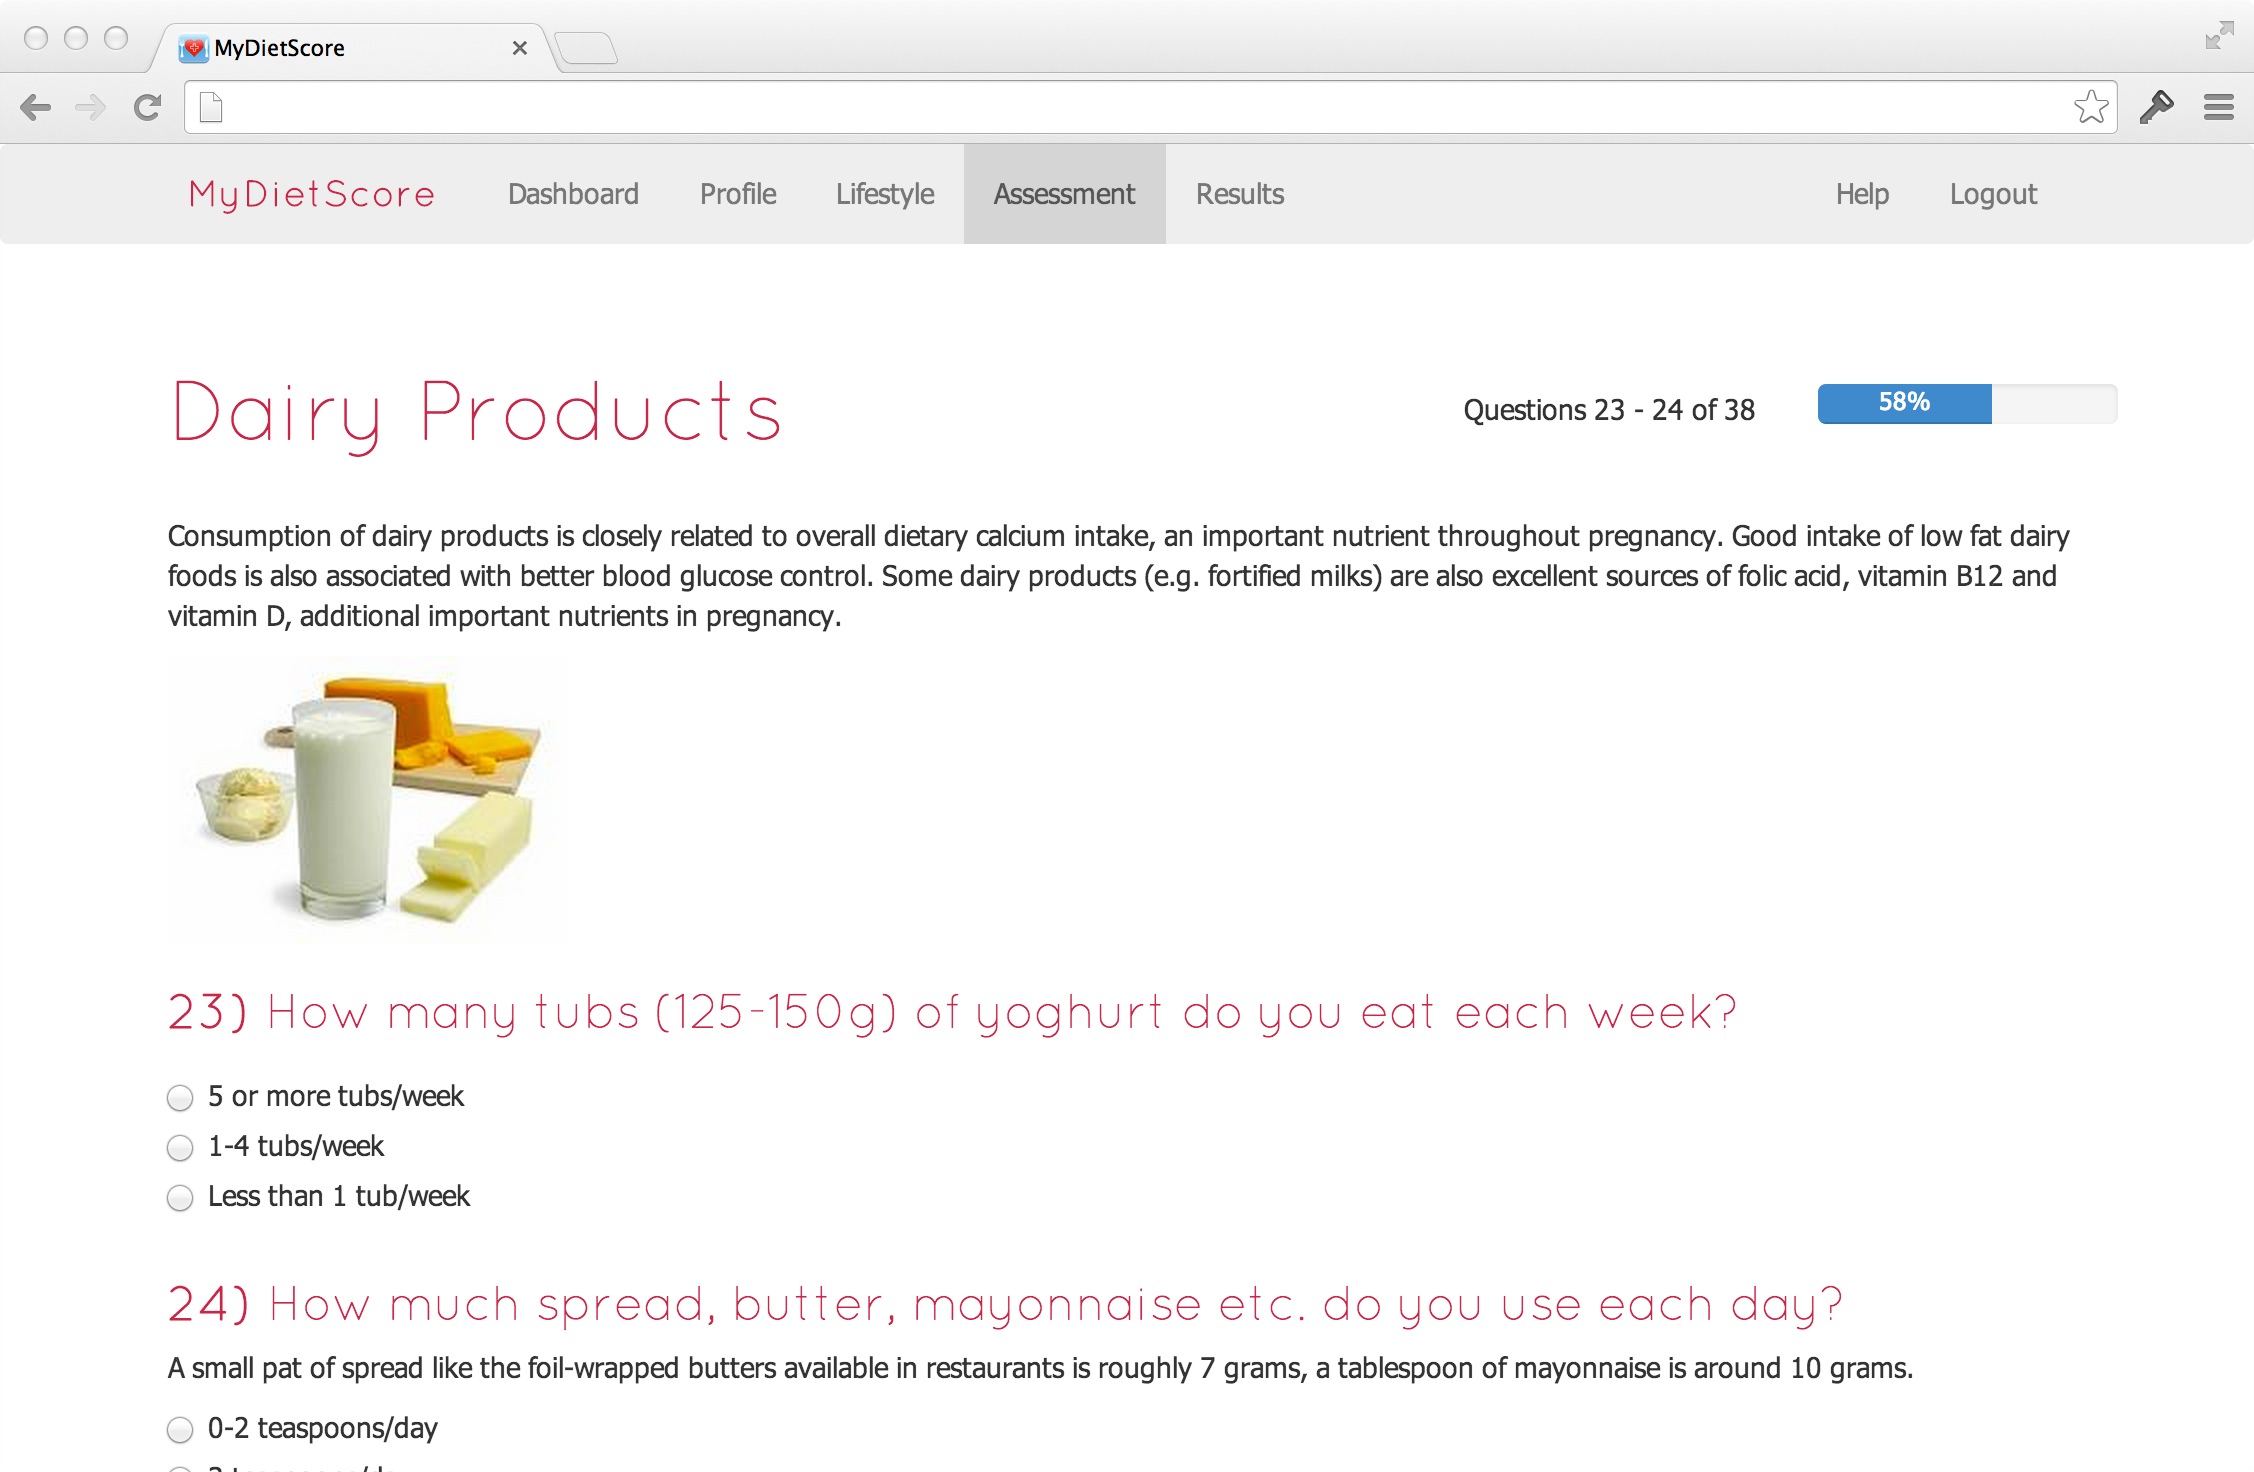 MyDietScore
MyDietScore Dashboard Profile Lifestyle Assessment Results Help Logout
Dairy Products
Questions 23 - 24 of 38
58%
Consumption of dairy products is closely related to overall dietary calcium intake, an important nutrient throughout pregnancy. Good intake of low fat dairy
foods is also associated with better blood glucose control. Some dairy products (e.g. fortified milks) are also excellent sources of folic acid, vitamin B12 and
vitamin D, additional important nutrients in pregnancy.
23) How many tubs (125-150g) of yoghurt do you eat each week?
5 or more tubs/week
1-4 tubs/week
Less than 1 tub/week
24) How much spread, butter, mayonnaise etc. do you use each day?
A small pat of spread like the foil-wrapped butters available in restaurants is roughly 7 grams, a tablespoon of mayonnaise is around 10 grams.
0-2 teaspoons/day